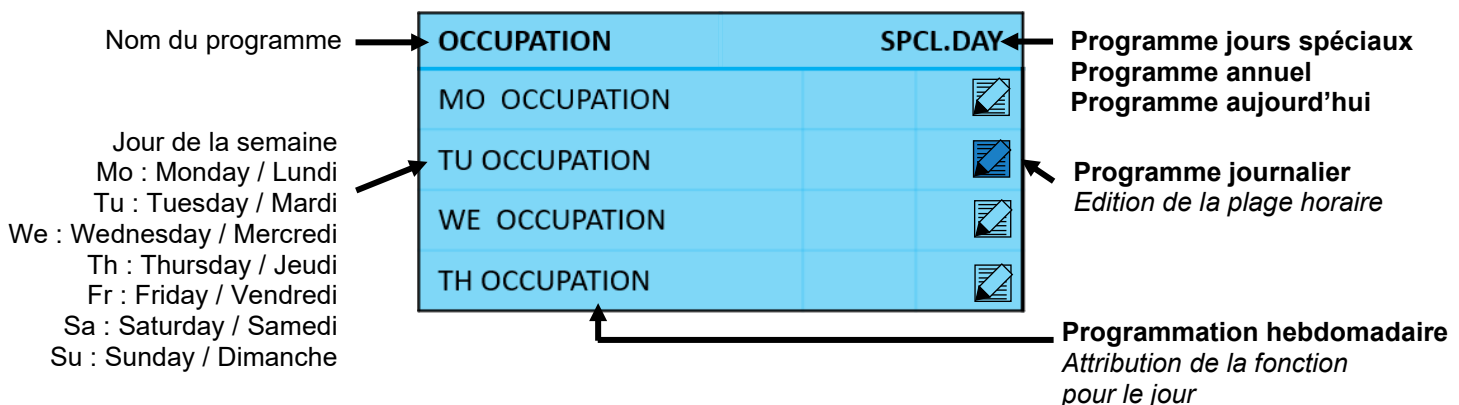 Nom du programme
OCCUPATION SPCL.DAY
Programme jours spéciaux
Programme annuel
Programme aujourd’hui
MO OCCUPATION
Jour de la semaine
Mo : Monday / Lundi
Tu : Tuesday / Mardi
We : Wednesday / Mercredi
Th : Thursday / Jeudi
Fr : Friday / Vendredi
Sa : Saturday / Samedi
Su : Sunday / Dimanche
TU OCCUPATION
Programme journalier
Edition de la plage horaire
WE OCCUPATION
TH OCCUPATION
Programmation hebdomadaire
Attribution de la fonction
pour le jour